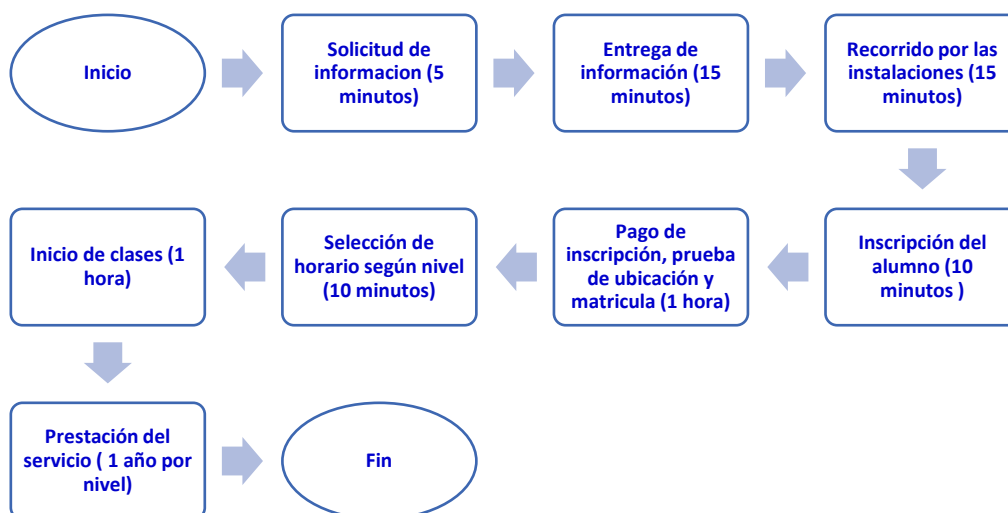 Inicio
Solicitud de
informacion (5
minutos)
Entrega de
información (15
minutos)
Recorrido por las
instalaciones (15
minutos)
Inscripción del
alumno (10
minutos )
Pago de
inscripción, prueba
de ubicación y
matricula (1 hora)
Selección de
horario según nivel
(10 minutos)
Inicio de clases (1
hora)
Prestación del
servicio ( 1 año por
nivel)
Fin